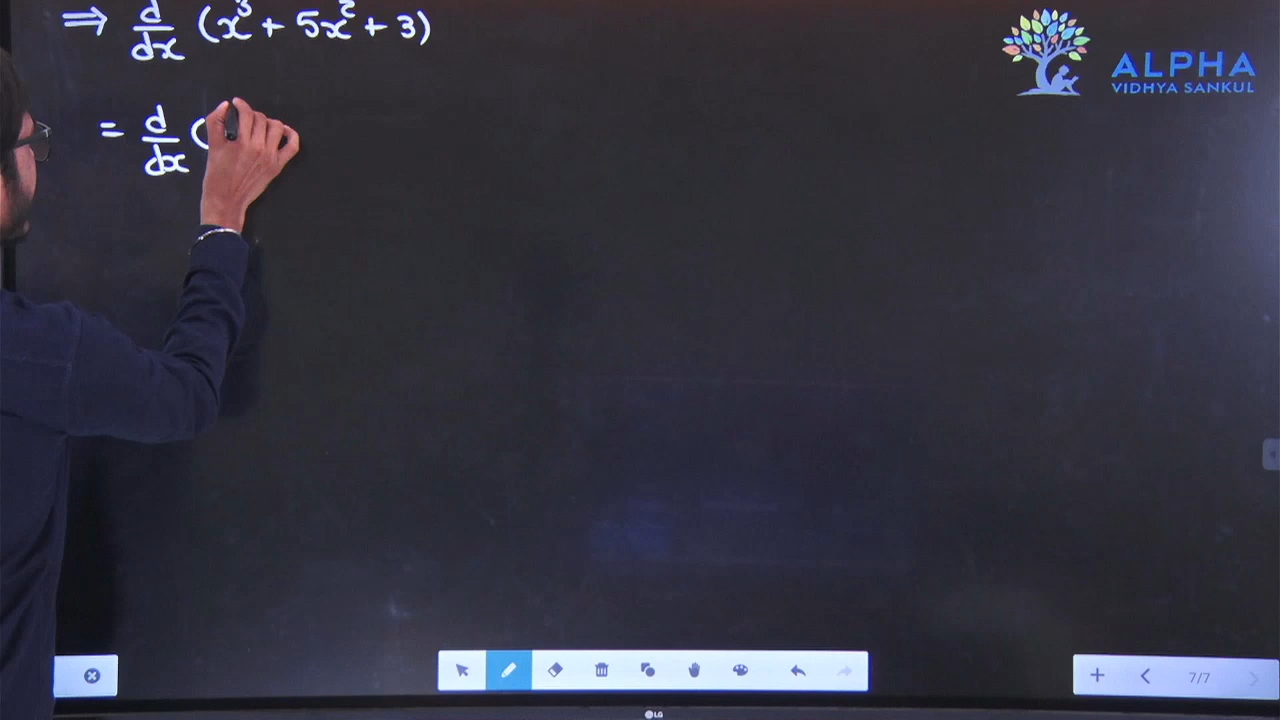 ⇒ d/dx (x³ + 5x² + 3)
= d/dx (
ALPHA
VIDHYA SANKUL
7/7
LG